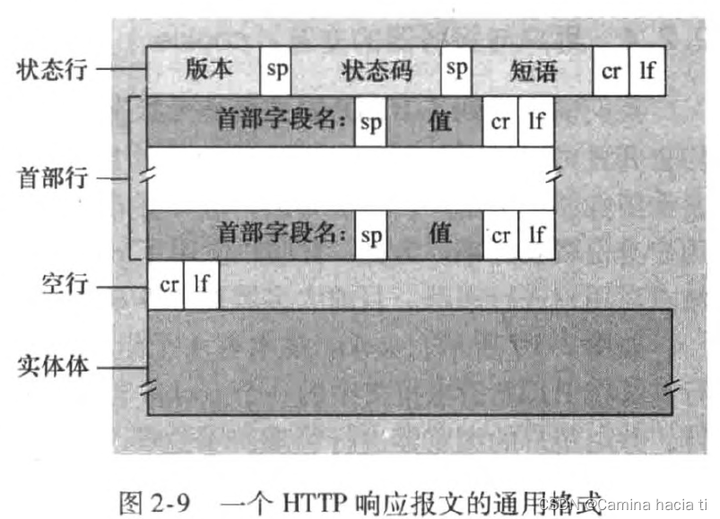 状态行 版本 sp 状态码 sp 短语 cr lf
首部字段名： sp 值 cr lf
首部行
首部字段名： sp 值 cr lf
空行 cr lf
实体体
图 2-9 一个 HTTP 响应报文的通用格式
CSDN @Camina hacia ti